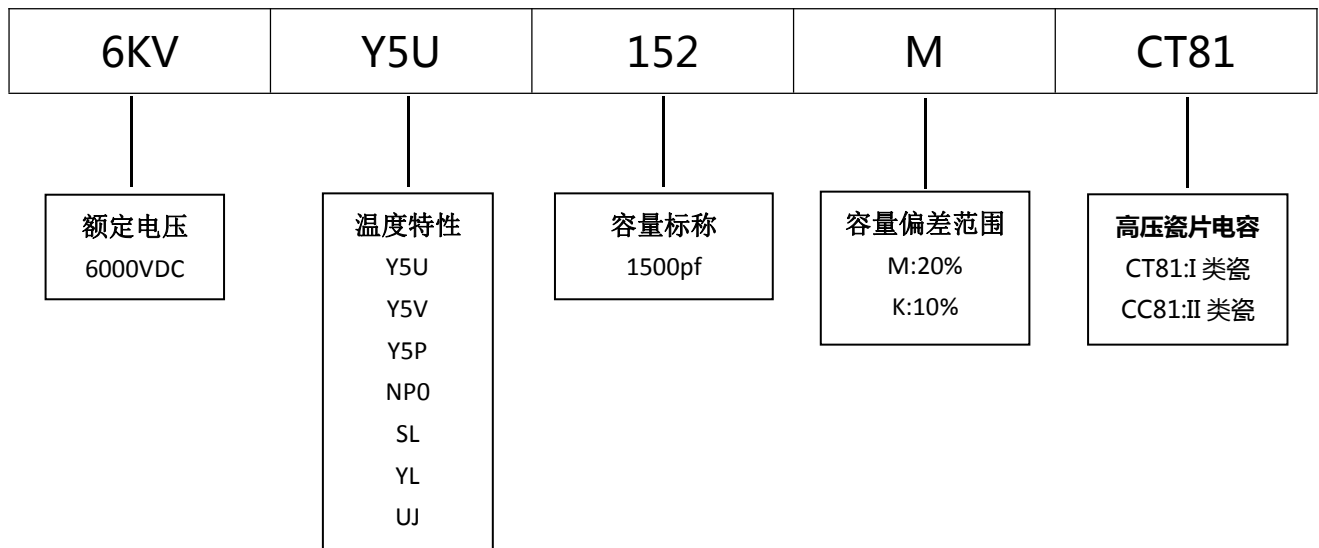 6KV Y5U 152 M CT81
额定电压
6000VDC
温度特性
Y5U
Y5V
Y5P
NP0
SL
YL
UJ
容量标称
1500pf
容量偏差范围
M:20%
K:10%
高压瓷片电容
CT81:I 类瓷
CC81:II 类瓷